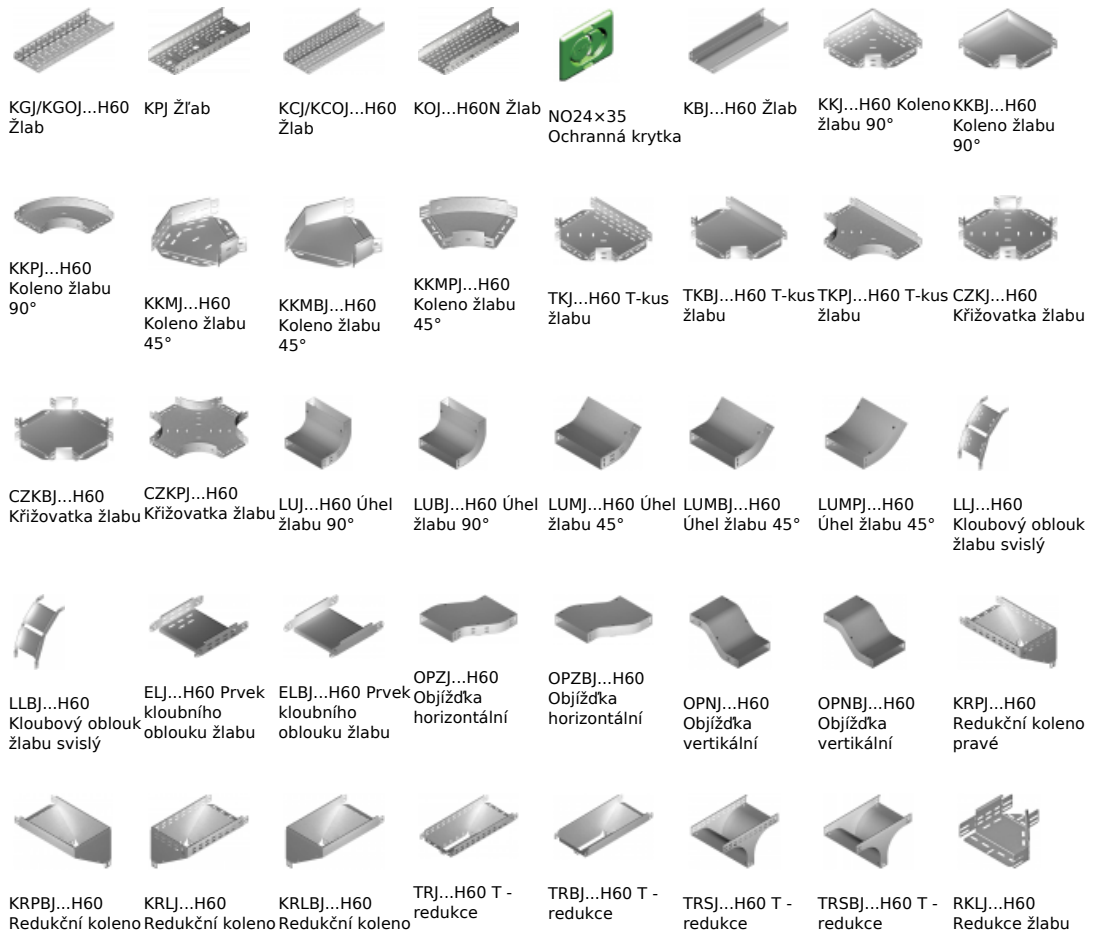 KGJ/KGOJ...H60
Žlab
KPJ Žľab
KCJ/KCOJ...H60
Žlab
KOJ...H60N Žlab
NO24×35
Ochranná krytka
KBJ...H60 Žlab
KKJ...H60 Koleno
žlabu 90°
KKBJ...H60
Koleno žlabu
90°
KKPJ...H60
Koleno žlabu
90°
KKMJ...H60
Koleno žlabu
45°
KKMBJ...H60
Koleno žlabu
45°
KKMPJ...H60
Koleno žlabu
45°
TKJ...H60 T-kus
žlabu
TKBJ...H60 T-kus
žlabu
TKPJ...H60 T-kus
žlabu
CZKJ...H60
Křižovatka žlabu
CZKBJ...H60
Křižovatka žlabu
CZKPJ...H60
Křižovatka žlabu
LUJ...H60 Úhel
žlabu 90°
LUBJ...H60 Úhel
žlabu 90°
LUMJ...H60 Úhel
žlabu 45°
LUMBJ...H60
Úhel žlabu 45°
LUMPJ...H60
Úhel žlabu 45°
LLJ...H60
Kloubový oblouk
žlabu svislý
LLBJ...H60
Kloubový oblouk
žlabu svislý
ELJ...H60 Prvek
kloubního
oblouku žlabu
ELBJ...H60 Prvek
kloubního
oblouku žlabu
OPZJ...H60
Objížďka
horizontální
OPZBJ...H60
Objížďka
horizontální
OPNJ...H60
Objížďka
vertikální
OPNBJ...H60
Objížďka
vertikální
KRPJ...H60
Redukční koleno
pravé
KRPBJ...H60
Redukční koleno
KRLJ...H60
Redukční koleno
KRLBJ...H60
Redukční koleno
TRJ...H60 T -
redukce
TRBJ...H60 T -
redukce
TRSJ...H60 T -
redukce
TRSBJ...H60 T -
redukce
RKLJ...H60
Redukce žlabu